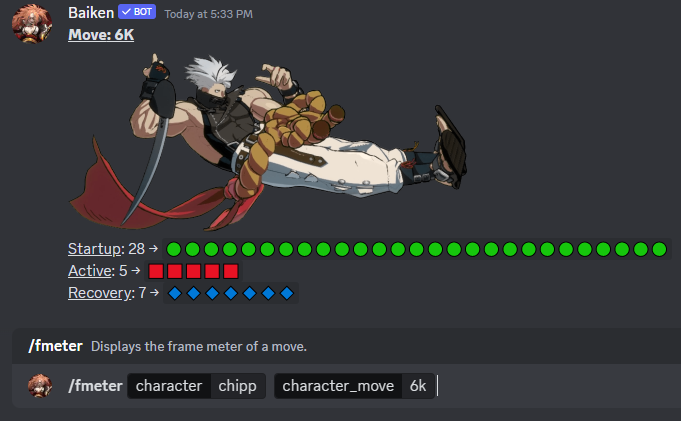 Baiken ✓ BOT Today at 5:33 PM
Move: 6K
Startup: 28 →
Active: 5 →
Recovery: 7 →
/fmeter Displays the frame meter of a move.
/fmeter character chipp character_move 6k